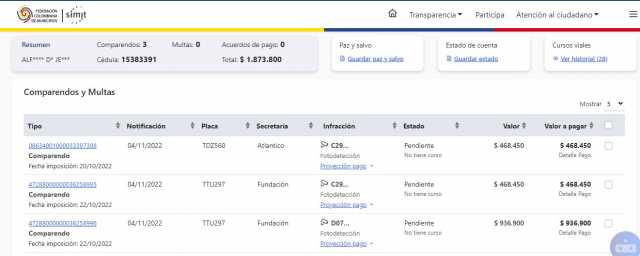 FEDERACIÓN
COLOMBIANA
DE MUNICIPIOS
simit
Transparencia
Participa
Atención al ciudadano
Resumen
Comparendos: 3
Multas: 0
Acuerdos de pago: 0
ALF**** D* JE***
Cédula: 15383391
Total: $ 1.873.800
Paz y salvo
Guardar paz y salvo
Estado de cuenta
Guardar estado
Cursos viales
Ver historial (28)
Comparendos y Multas
Mostrar 5
Tipo Notificación Placa Secretaría Infracción Estado Valor Valor a pagar
04/11/2022 TDZ560 Atlantico C29... Pendiente $ 468.450 $ 468.450
Comparendo Fotodetección No tiene curso Detalle Pago
Fecha imposición: 20/10/2022 Proyección pago
04/11/2022 TTU297 Fundación C29... Pendiente $ 468.450 $ 468.450
Comparendo Fotodetección No tiene curso Detalle Pago
Fecha imposición: 22/10/2022 Proyección pago
04/11/2022 TTU297 Fundación D07... Pendiente $ 936.900 $ 936.900
Comparendo Fotodetección No tiene curso Detalle Pago
Fecha imposición: 22/10/2022 Proyección pago